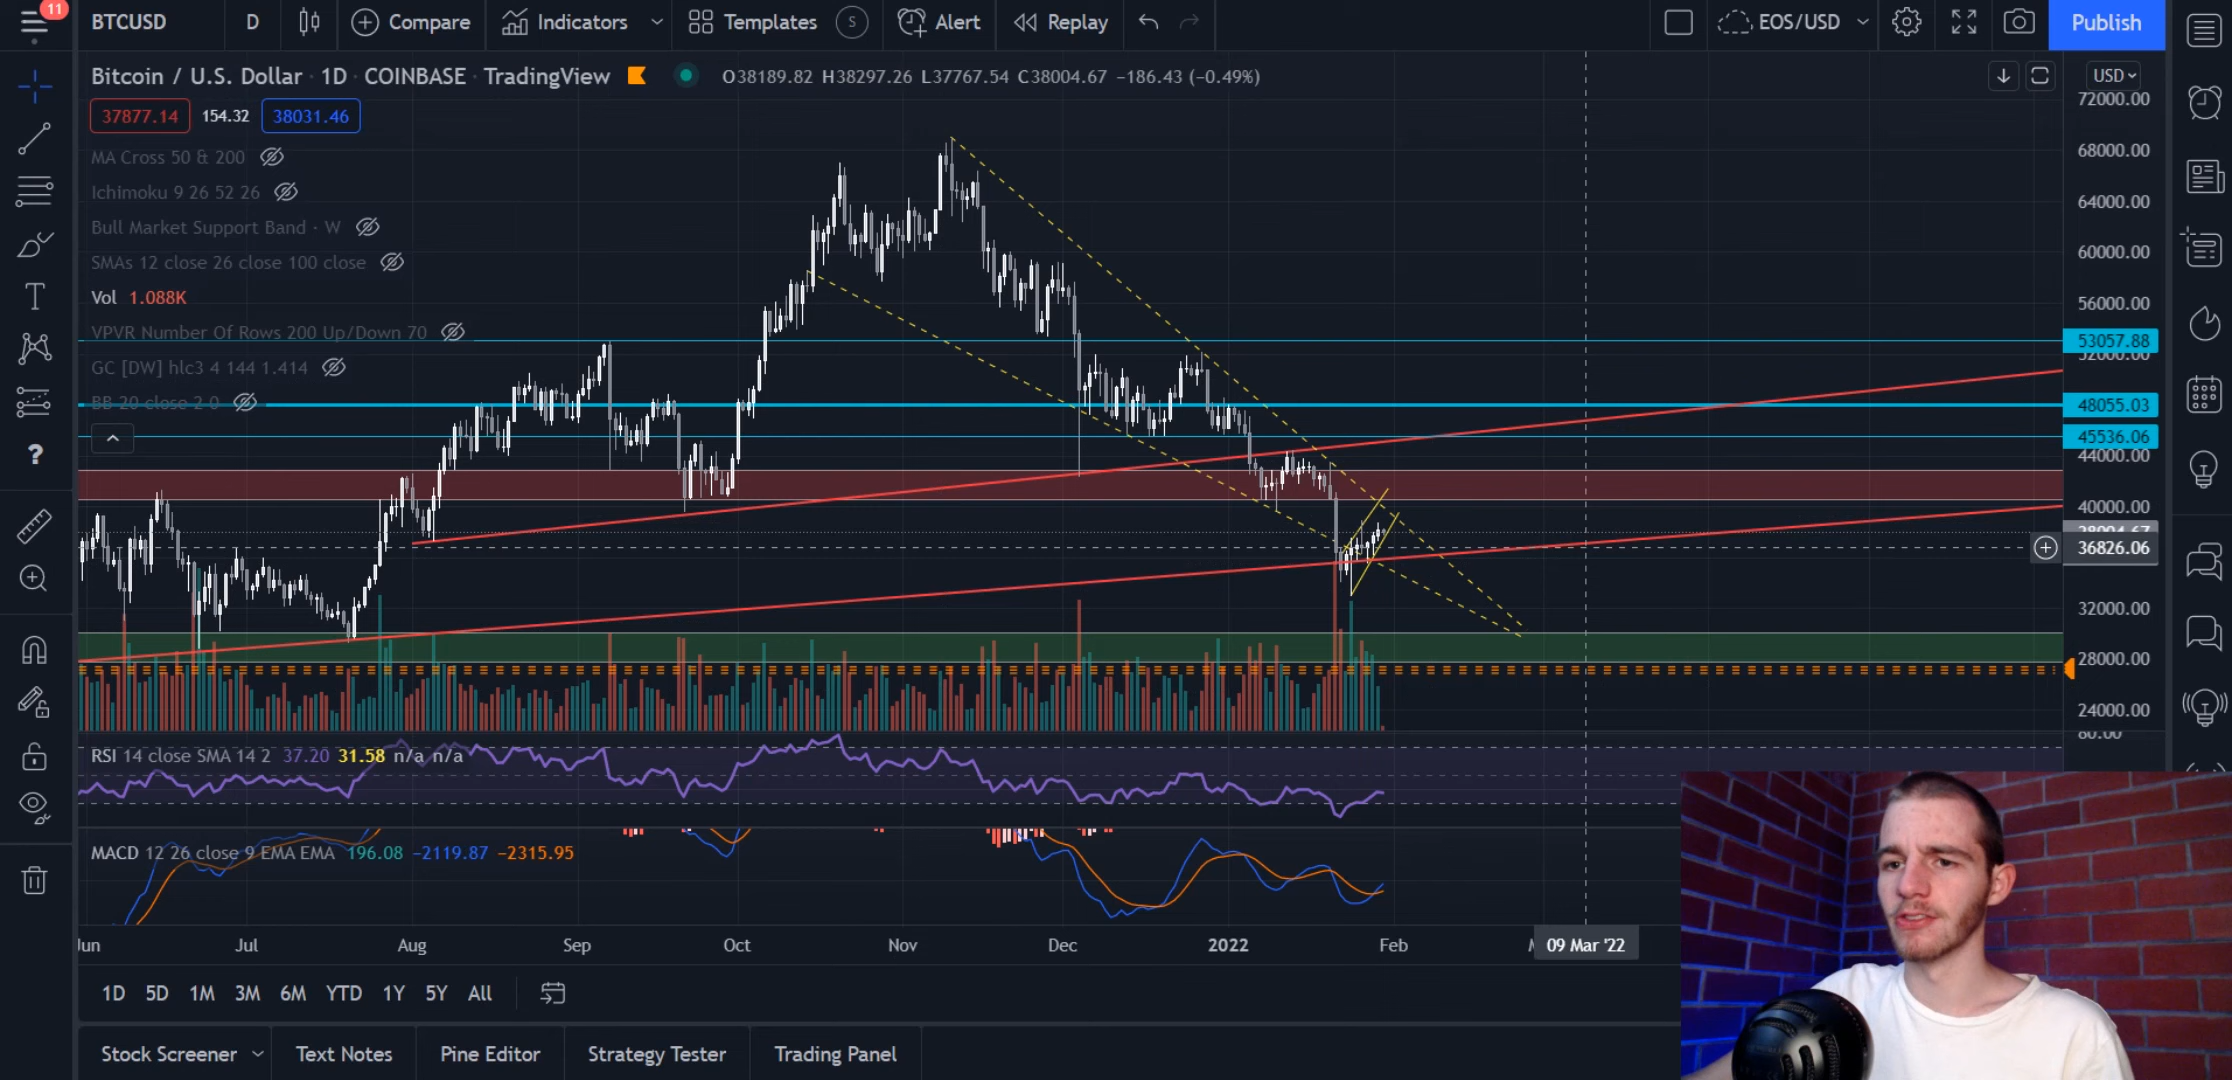 11
BTCUSD D Compare Indicators Templates S Alert Replay EOS/USD Publish
Bitcoin / U.S. Dollar · 1D · COINBASE · TradingView O38189.82 H38297.26 L37767.54 C38004.67 −186.43 (−0.49%)
USD
37877.14 154.32 38031.46
72000.00
MA Cross 50 & 200
68000.00
Ichimoku 9 26 52 26
64000.00
Bull Market Support Band · W
60000.00
SMAs 12 close 26 close 100 close
Vol 1.088K
56000.00
VPVR Number Of Rows 200 Up/Down 70
53057.88
52000.00
GC [DW] hlc3 4 144 1.414
BB 20 close 2 0
48055.03
45536.06
44000.00
40000.00
38004.67
36826.06
32000.00
28000.00
24000.00
80.00
RSI 14 close SMA 14 2 37.20 31.58 n/a n/a
MACD 12 26 close 9 EMA EMA 196.08 −2119.87 −2315.95
Jun Jul Aug Sep Oct Nov Dec 2022 Feb 09 Mar '22
1D 5D 1M 3M 6M YTD 1Y 5Y All
Stock Screener Text Notes Pine Editor Strategy Tester Trading Panel